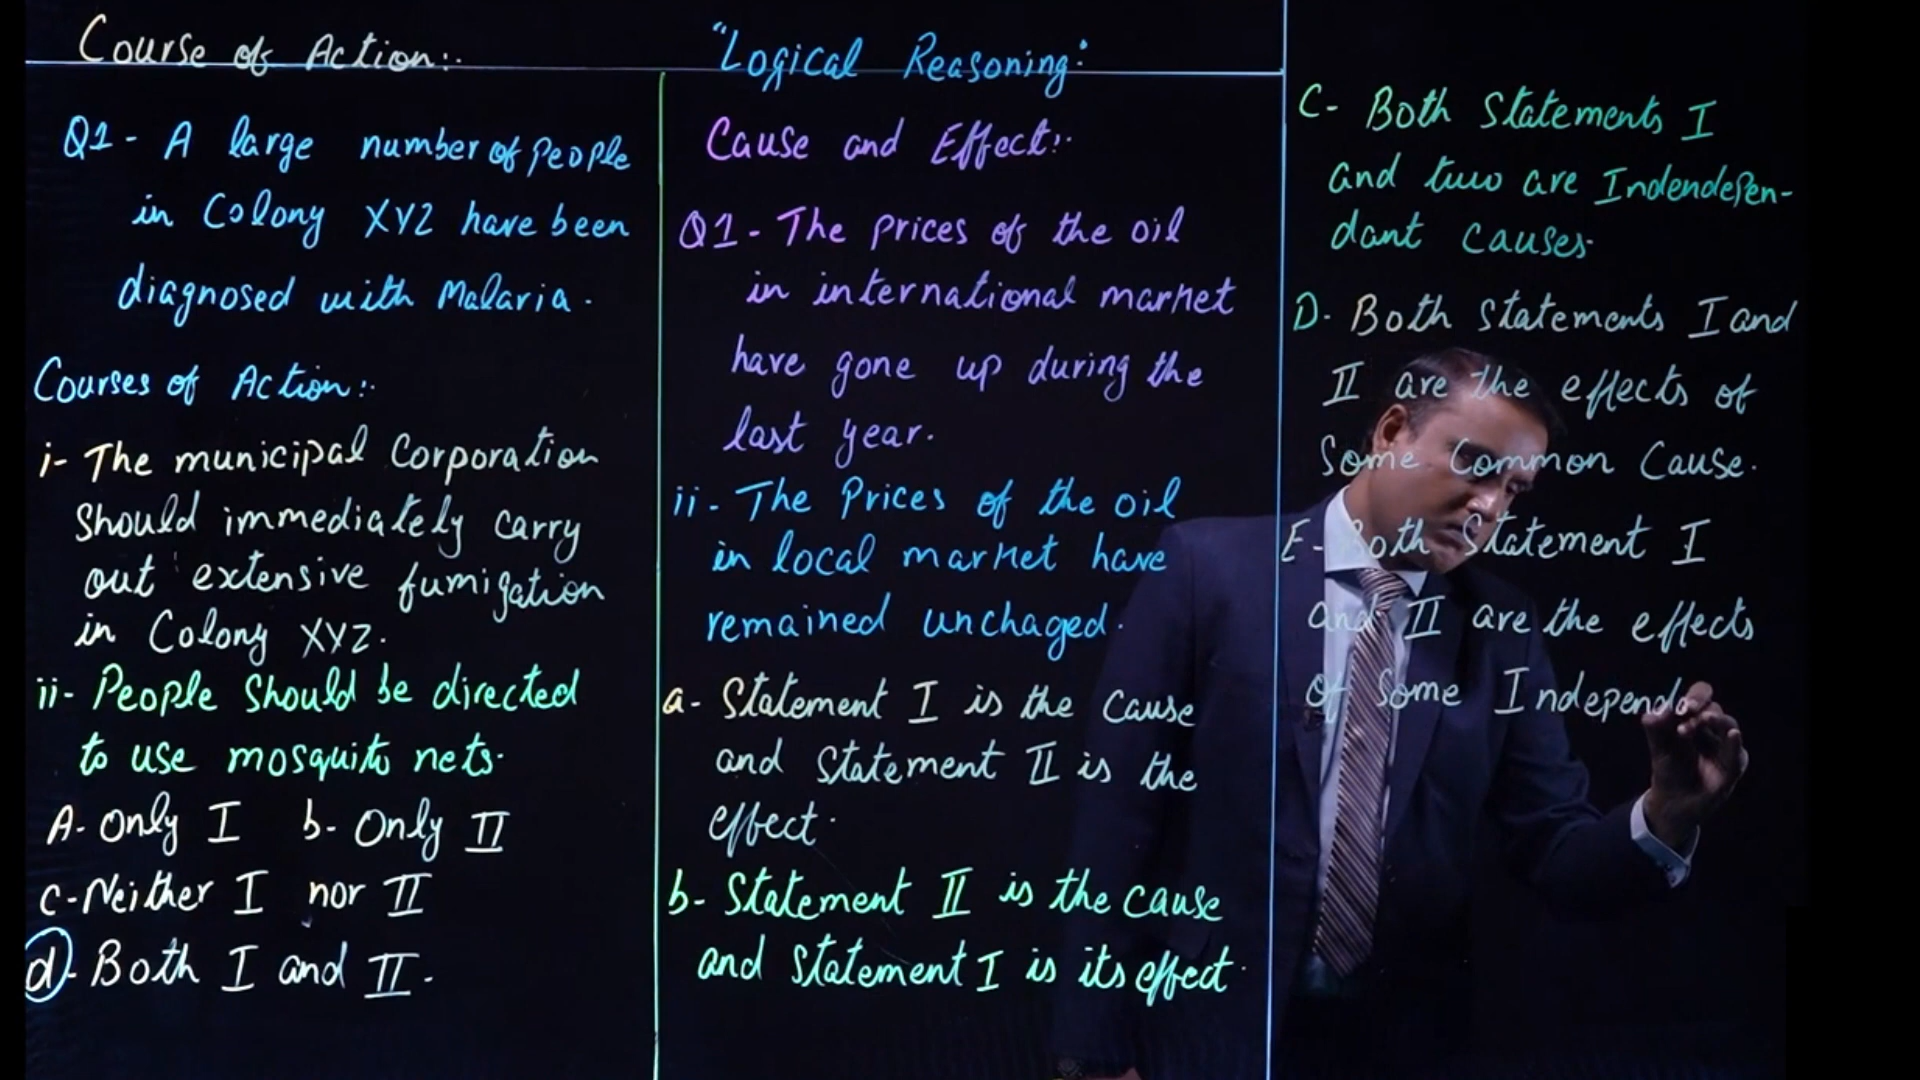 Course of Action:.
"Logical Reasoning:
Q1 - A large number of people
in Colony XYZ have been
diagnosed with Malaria.
Courses of Action:.
i- The municipal Corporation
Should immediately carry
out extensive fumigation
in Colony XYZ.
ii- People Should be directed
to use mosquito nets.
A- Only I b- Only II
C- Neither I nor II
d- Both I and II.
Cause and Effect:.
Q1 - The prices of the oil
in international market
have gone up during the
last year.
ii - The Prices of the oil
in local market have
remained unchaged.
a- Statement I is the Cause
and Statement II is the
effect.
b- Statement II is the cause
and Statement I is its effect.
C- Both Statements I
and two are Indendepen-
dant Causes.
D. Both Statements I and
II are the effects of
Some Common Cause.
E- Both Statement I
and II are the effects
Of Some Independ